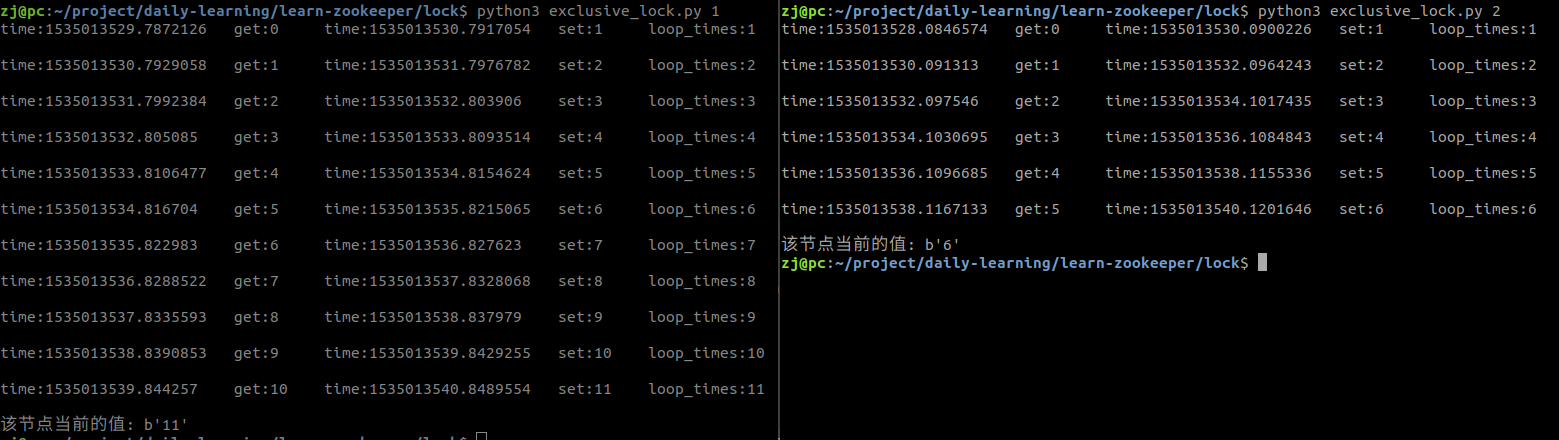 zj@pc:~/project/daily-learning/learn-zookeeper/lock$ python3 exclusive_lock.py 1
time:1535013529.7872126 get:0 time:1535013530.7917054 set:1 loop_times:1
time:1535013530.7929058 get:1 time:1535013531.7976782 set:2 loop_times:2
time:1535013531.7992384 get:2 time:1535013532.803906 set:3 loop_times:3
time:1535013532.805085 get:3 time:1535013533.8093514 set:4 loop_times:4
time:1535013533.8106477 get:4 time:1535013534.8154624 set:5 loop_times:5
time:1535013534.816704 get:5 time:1535013535.8215065 set:6 loop_times:6
time:1535013535.822983 get:6 time:1535013536.827623 set:7 loop_times:7
time:1535013536.8288522 get:7 time:1535013537.8328068 set:8 loop_times:8
time:1535013537.8335593 get:8 time:1535013538.837979 set:9 loop_times:9
time:1535013538.8390853 get:9 time:1535013539.8429255 set:10 loop_times:10
time:1535013539.844257 get:10 time:1535013540.8489554 set:11 loop_times:11
该节点当前的值: b'11'
zj@pc:~/project/daily-learning/learn-zookeeper/lock$ python3 exclusive_lock.py 2
time:1535013528.0846574 get:0 time:1535013530.0900226 set:1 loop_times:1
time:1535013530.091313 get:1 time:1535013532.0964243 set:2 loop_times:2
time:1535013532.097546 get:2 time:1535013534.1017435 set:3 loop_times:3
time:1535013534.1030695 get:3 time:1535013536.1084843 set:4 loop_times:4
time:1535013536.1096685 get:4 time:1535013538.1155336 set:5 loop_times:5
time:1535013538.1167133 get:5 time:1535013540.1201646 set:6 loop_times:6
该节点当前的值: b'6'
zj@pc:~/project/daily-learning/learn-zookeeper/lock$